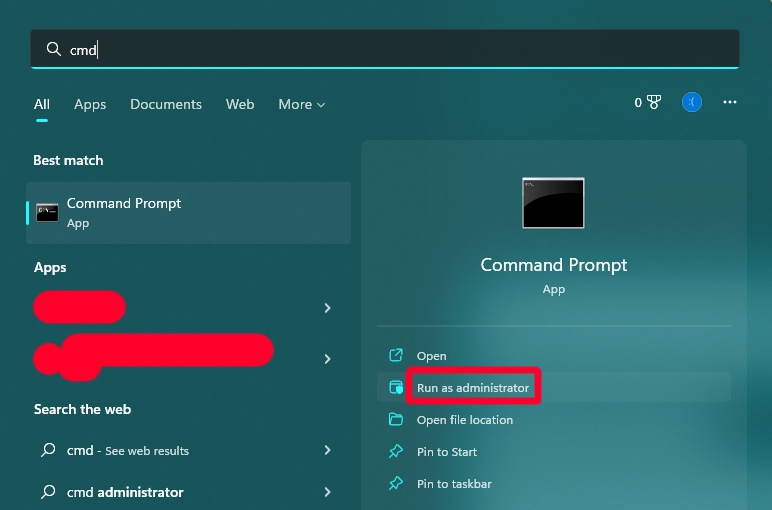 cmd
All Apps Documents Web More 0
Best match
Command Prompt
App
Apps
Search the web
cmd - See web results
cmd administrator
Command Prompt
App
Open
Run as administrator
Open file location
Pin to Start
Pin to taskbar